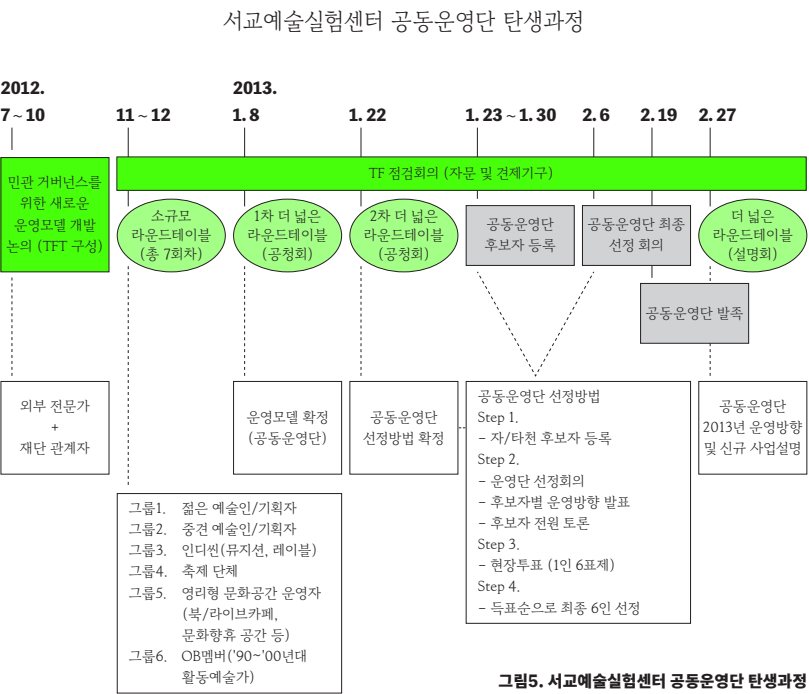 서교예술실험센터 공동운영단 탄생과정
2012.
7~10
11~12
2013.
1.8
1.22
1.23~1.30
2.6
2.19
2.27
민관 거버넌스를
위한 새로운
운영모델 개발
논의 (TFT 구성)
TF 점검회의 (자문 및 견제기구)
소규모
라운드테이블
(총 7회차)
1차 더 넓은
라운드테이블
(공청회)
2차 더 넓은
라운드테이블
(공청회)
공동운영단
후보자 등록
공동운영단 최종
선정 회의
더 넓은
라운드테이블
(설명회)
공동운영단 발족
외부 전문가
+
재단 관계자
운영모델 확정
(공동운영단)
공동운영단
선정방법 확정
공동운영단 선정방법
Step 1.
- 자/타천 후보자 등록
Step 2.
- 운영단 선정회의
- 후보자별 운영방향 발표
- 후보자 전원 토론
Step 3.
- 현장투표 (1인 6표제)
Step 4.
- 득표순으로 최종 6인 선정
공동운영단
2013년 운영방향
및 신규 사업설명
그룹1. 젊은 예술인/기획자
그룹2. 중견 예술인/기획자
그룹3. 인디씬(뮤지션, 레이블)
그룹4. 축제 단체
그룹5. 영리형 문화공간 운영자
(북/라이브카페,
문화향휴 공간 등)
그룹6. OB멤버('90~'00년대
활동예술가)
그림5. 서교예술실험센터 공동운영단 탄생과정